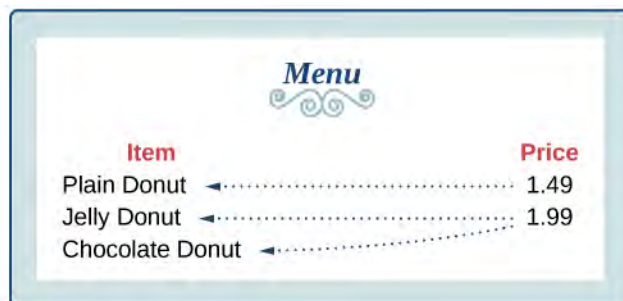 Menu
Item Price
Plain Donut 1.49
Jelly Donut 1.99
Chocolate Donut